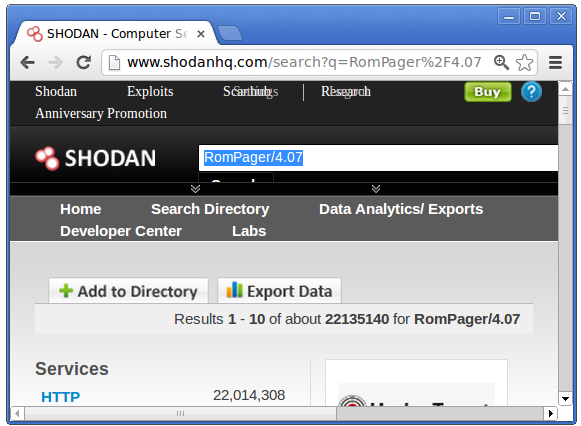 SHODAN - Computer Se
www.shodanhq.com/search?q=RomPager%2F4.07
Shodan Exploits Scanhub Settings Research Logout Buy ?
Anniversary Promotion
SHODAN RomPager/4.07
Home Search Directory Data Analytics/ Exports
Developer Center Labs
Add to Directory Export Data
Results 1 - 10 of about 22135140 for RomPager/4.07
Services
HTTP 22,014,308